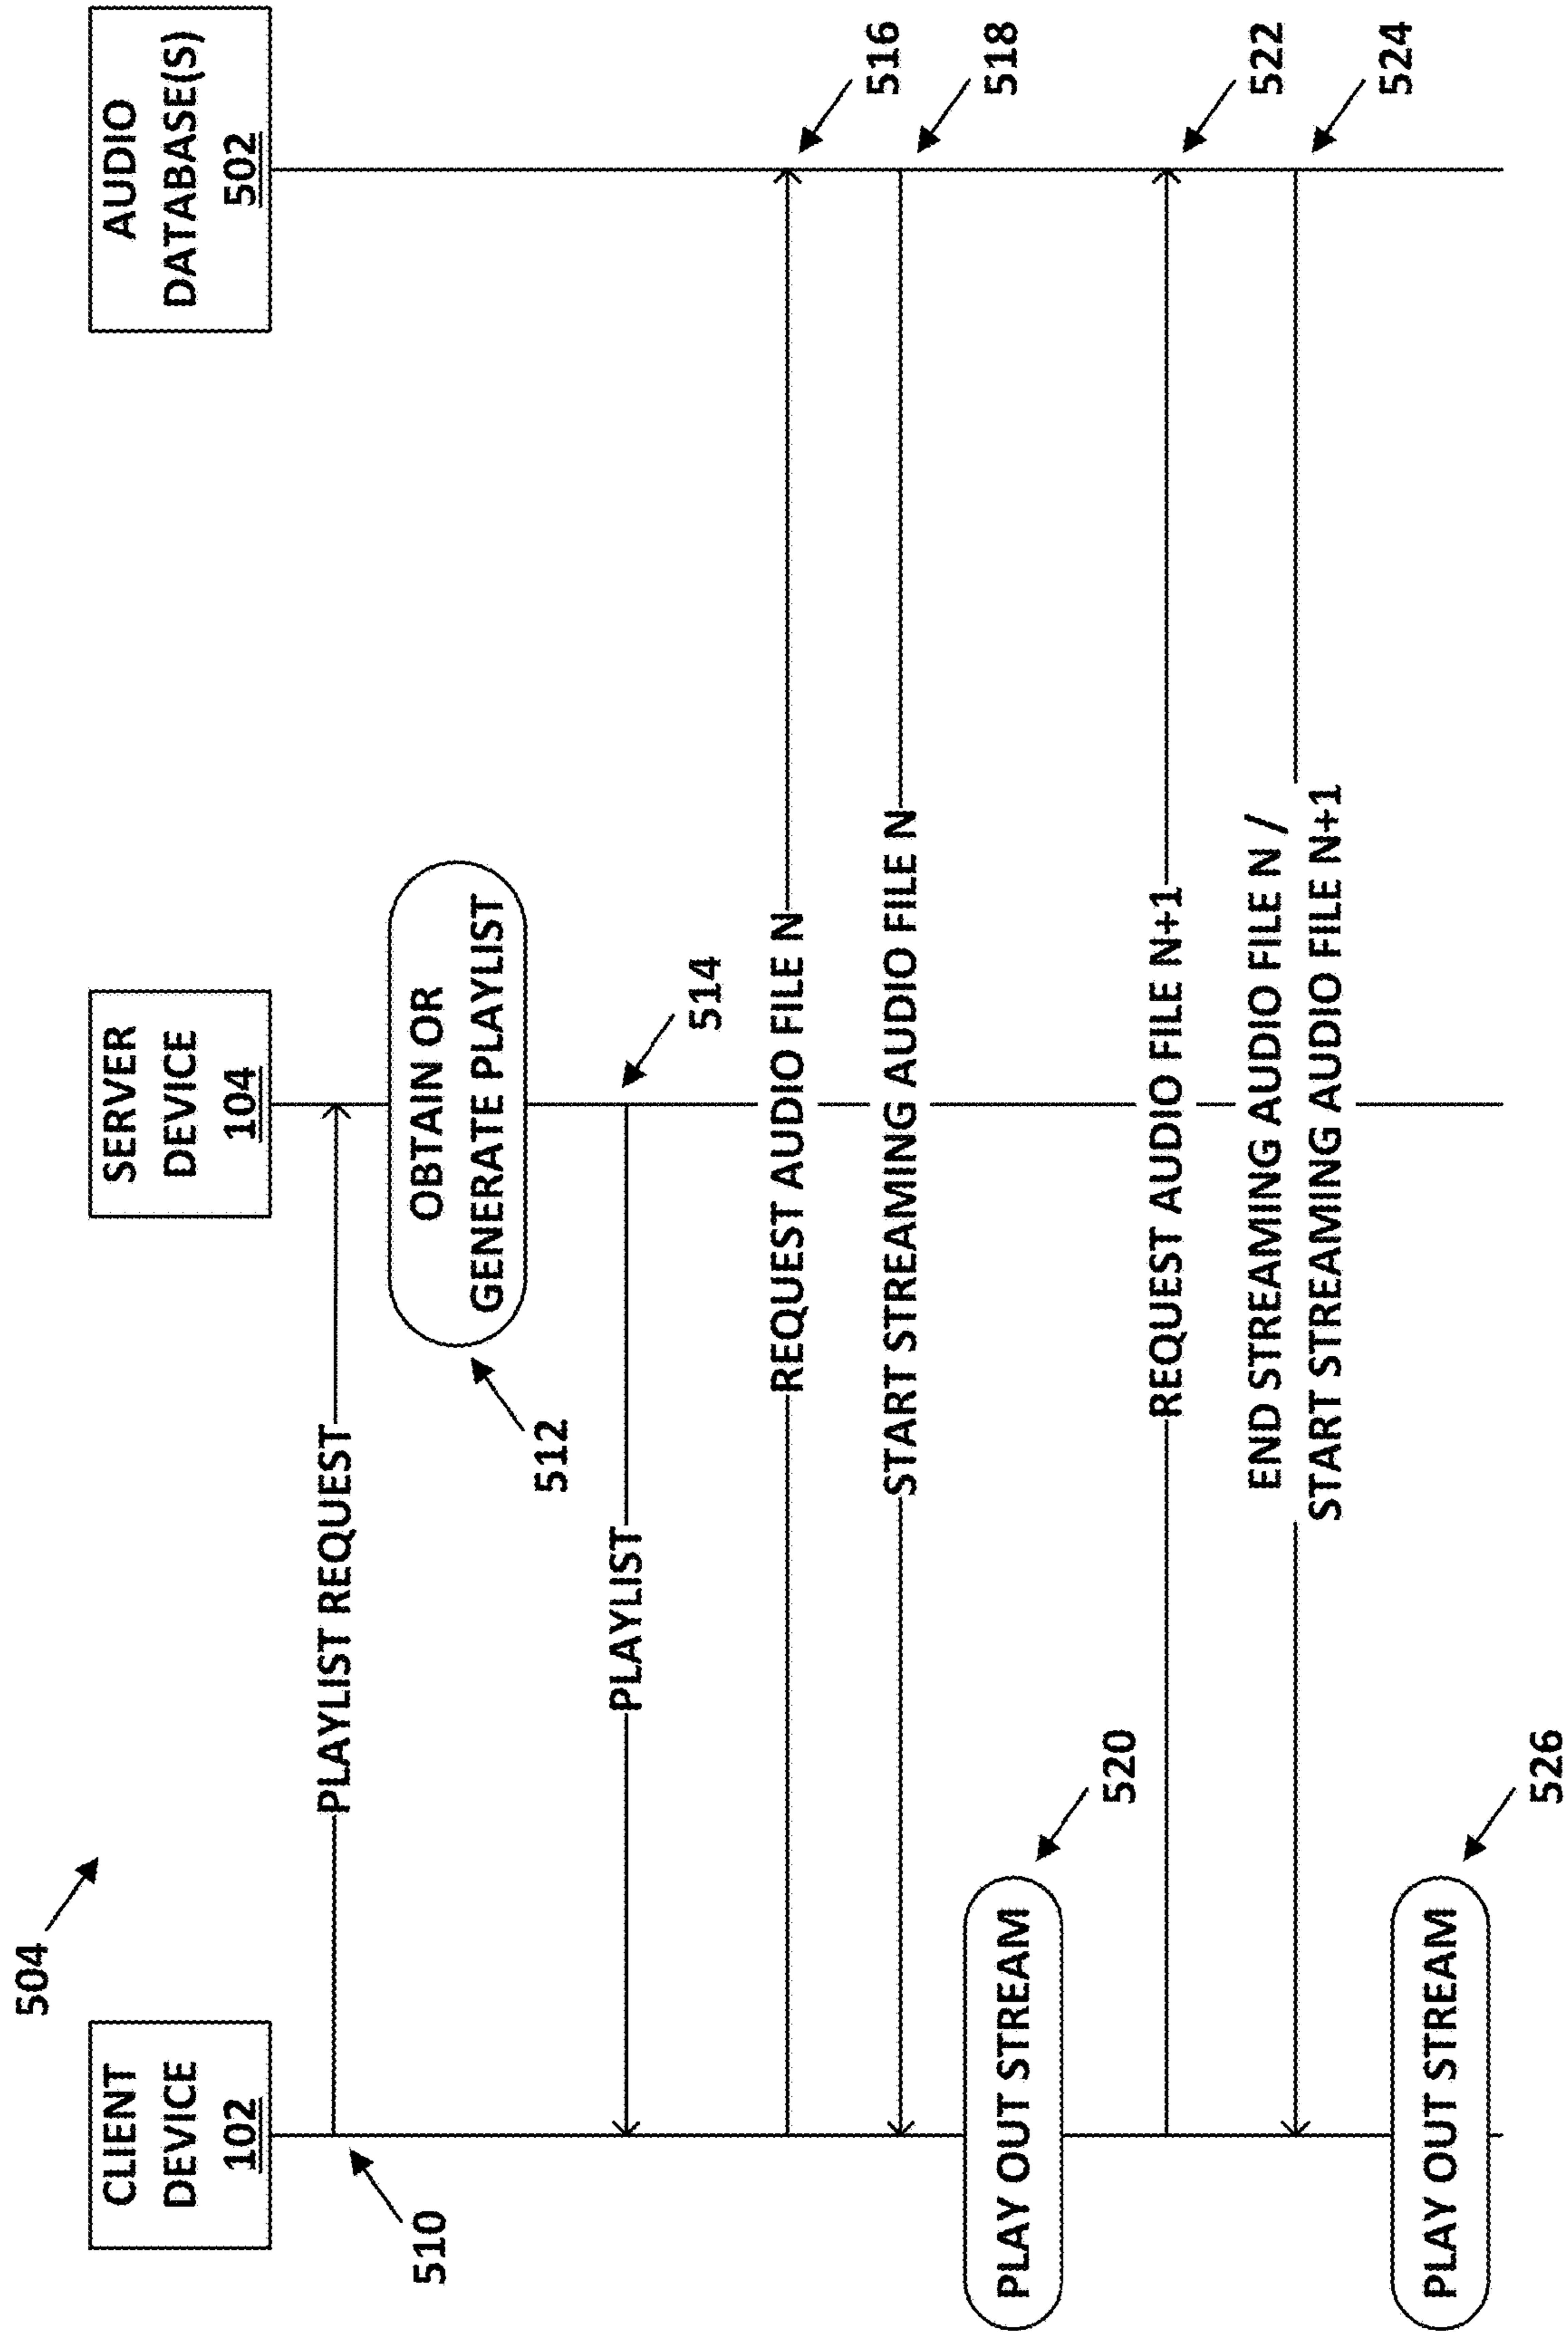 504
CLIENT
DEVICE
102
SERVER
DEVICE
104
AUDIO
DATABASE(S)
502
510
PLAYLIST REQUEST
512
OBTAIN OR
GENERATE PLAYLIST
PLAYLIST
514
REQUEST AUDIO FILE N
516
START STREAMING AUDIO FILE N
518
PLAY OUT STREAM
520
REQUEST AUDIO FILE N+1
522
END STREAMING AUDIO FILE N /
START STREAMING AUDIO FILE N+1
524
PLAY OUT STREAM
526